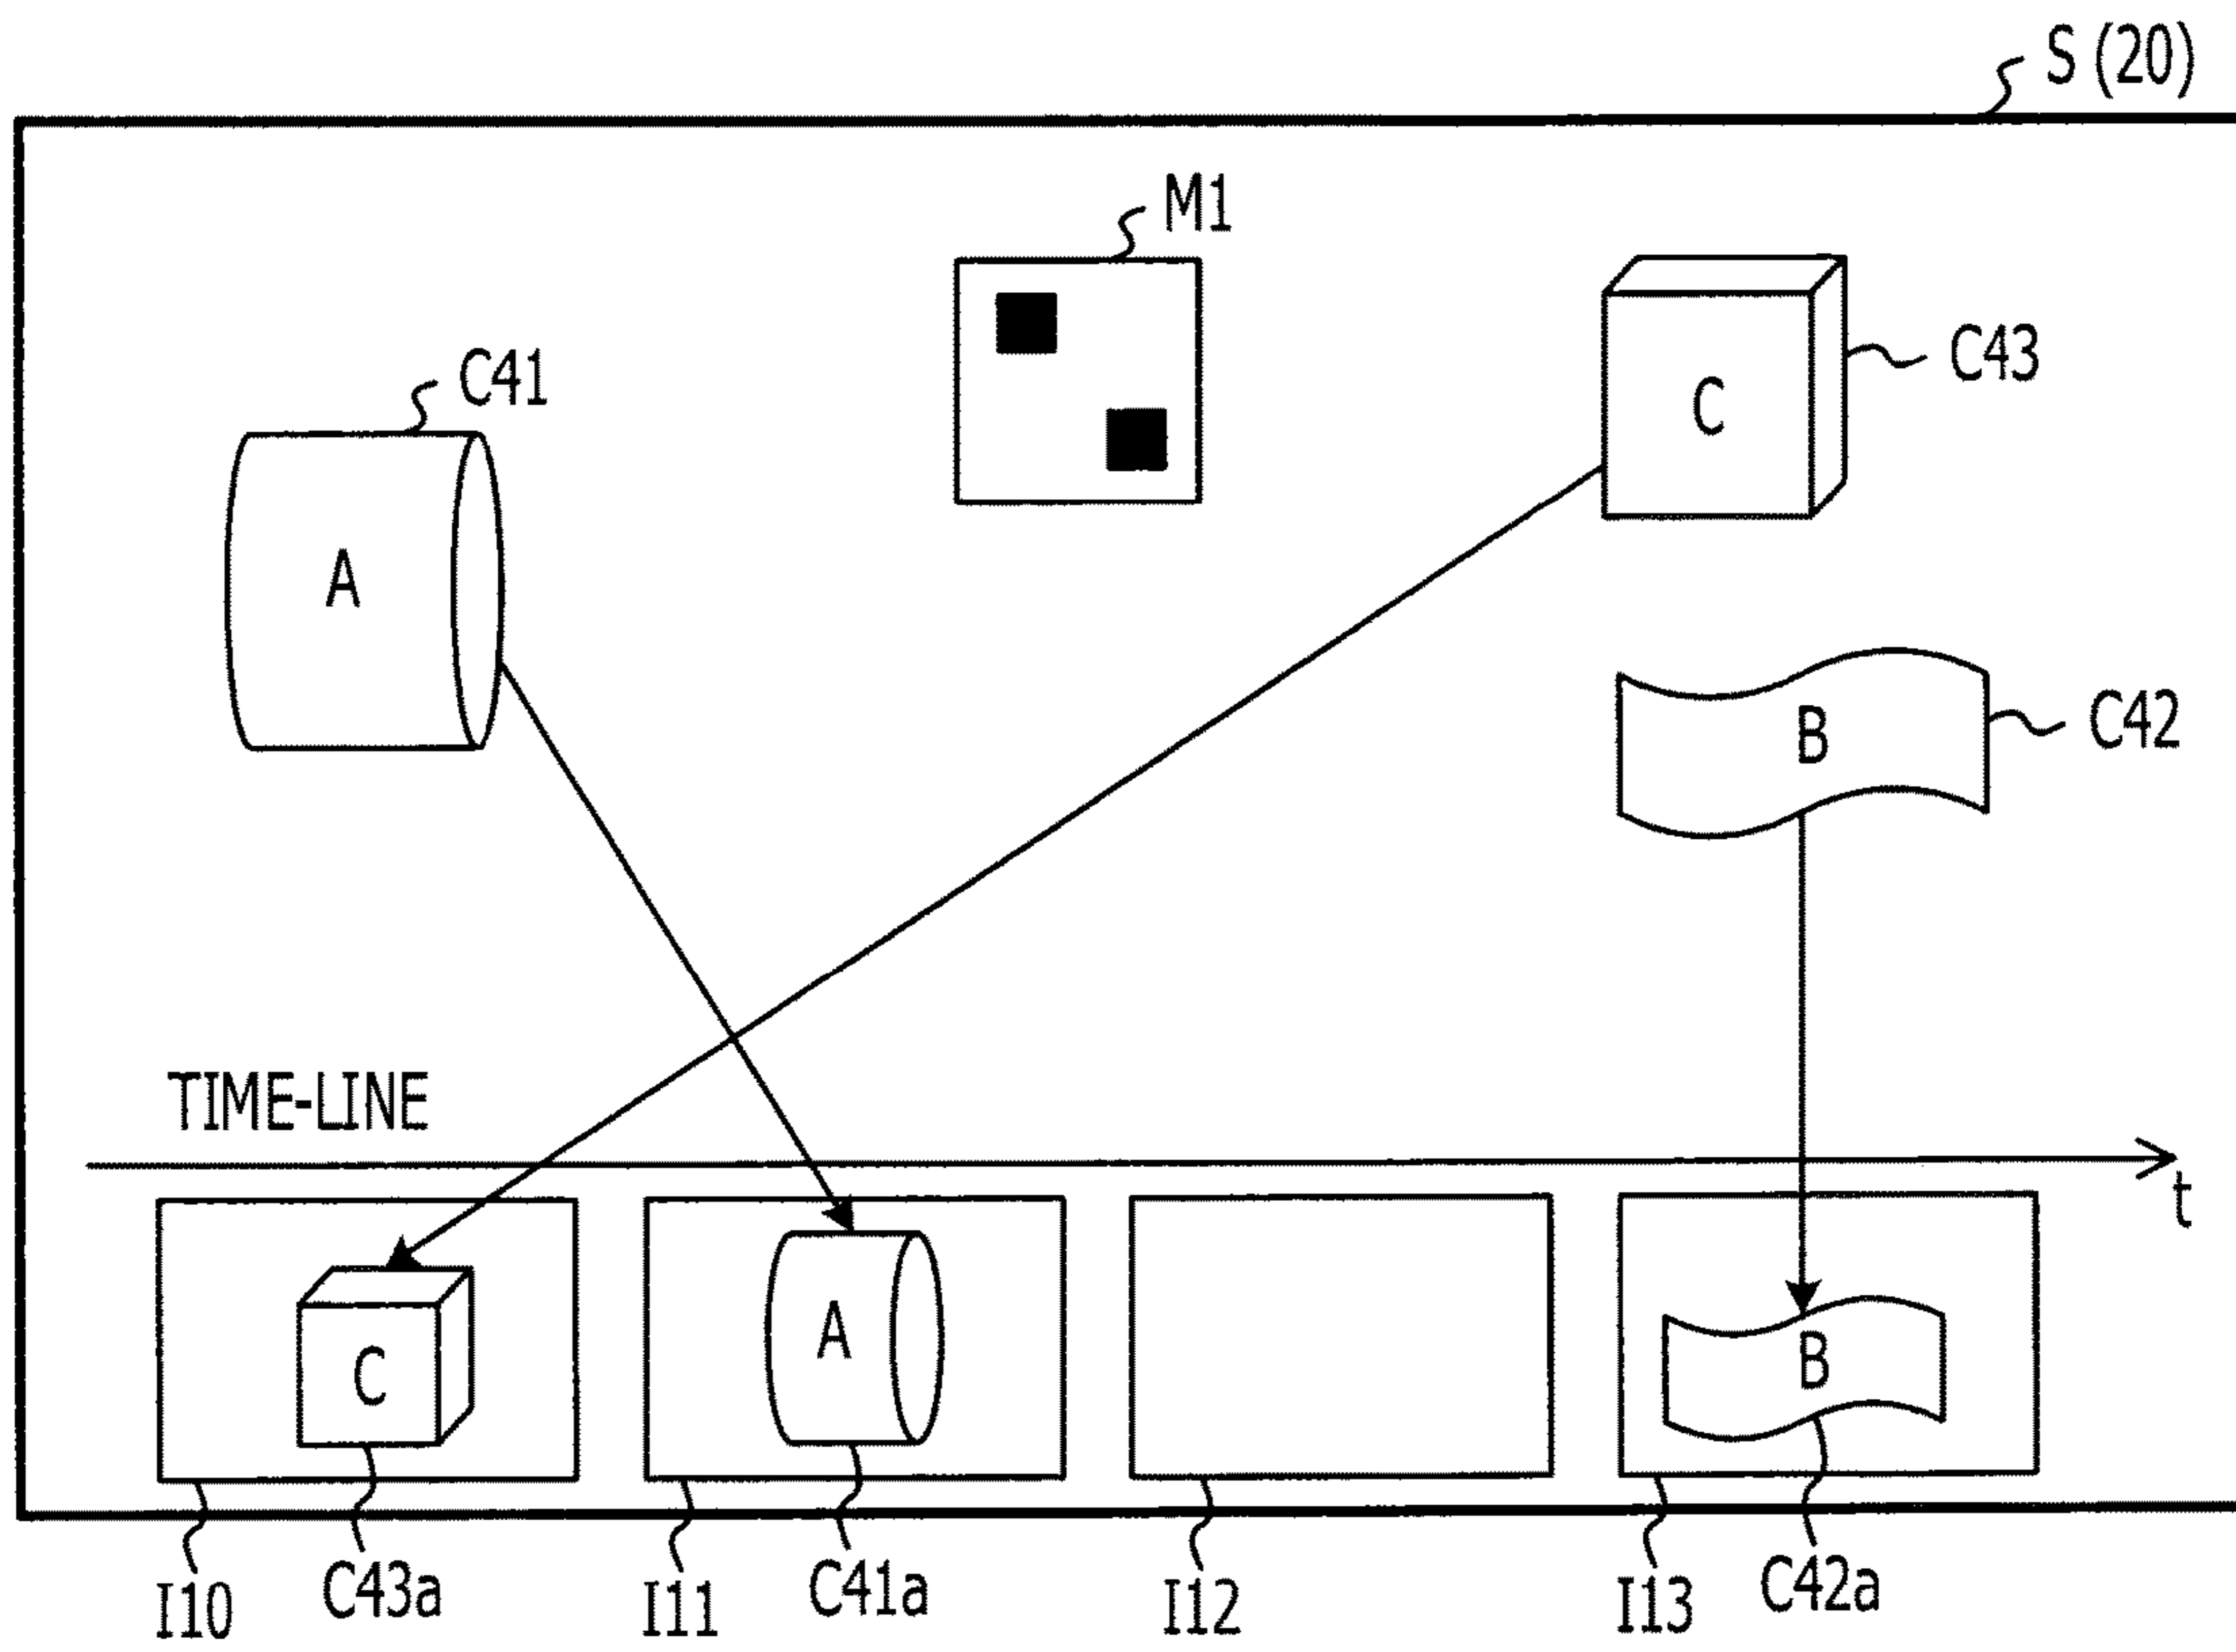 S (20)
M1
C43
C41
C
A
C42
B
TIME-LINE
t
C
A
B
I10
C43a
I11
C41a
I12
I13
C42a